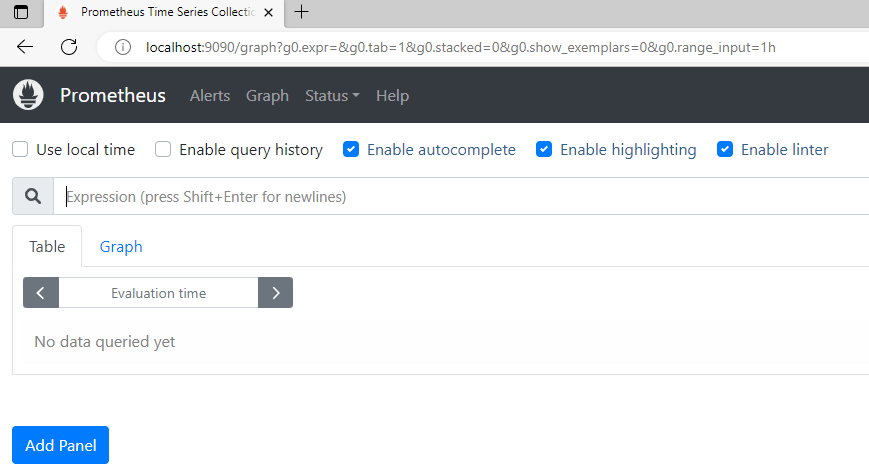 Prometheus Time Series Collectio
localhost:9090/graph?g0.expr=&g0.tab=1&g0.stacked=0&g0.show_exemplars=0&g0.range_input=1h
Prometheus Alerts Graph Status Help
Use local time Enable query history Enable autocomplete Enable highlighting Enable linter
Expression (press Shift+Enter for newlines)
Table Graph
Evaluation time
No data queried yet
Add Panel